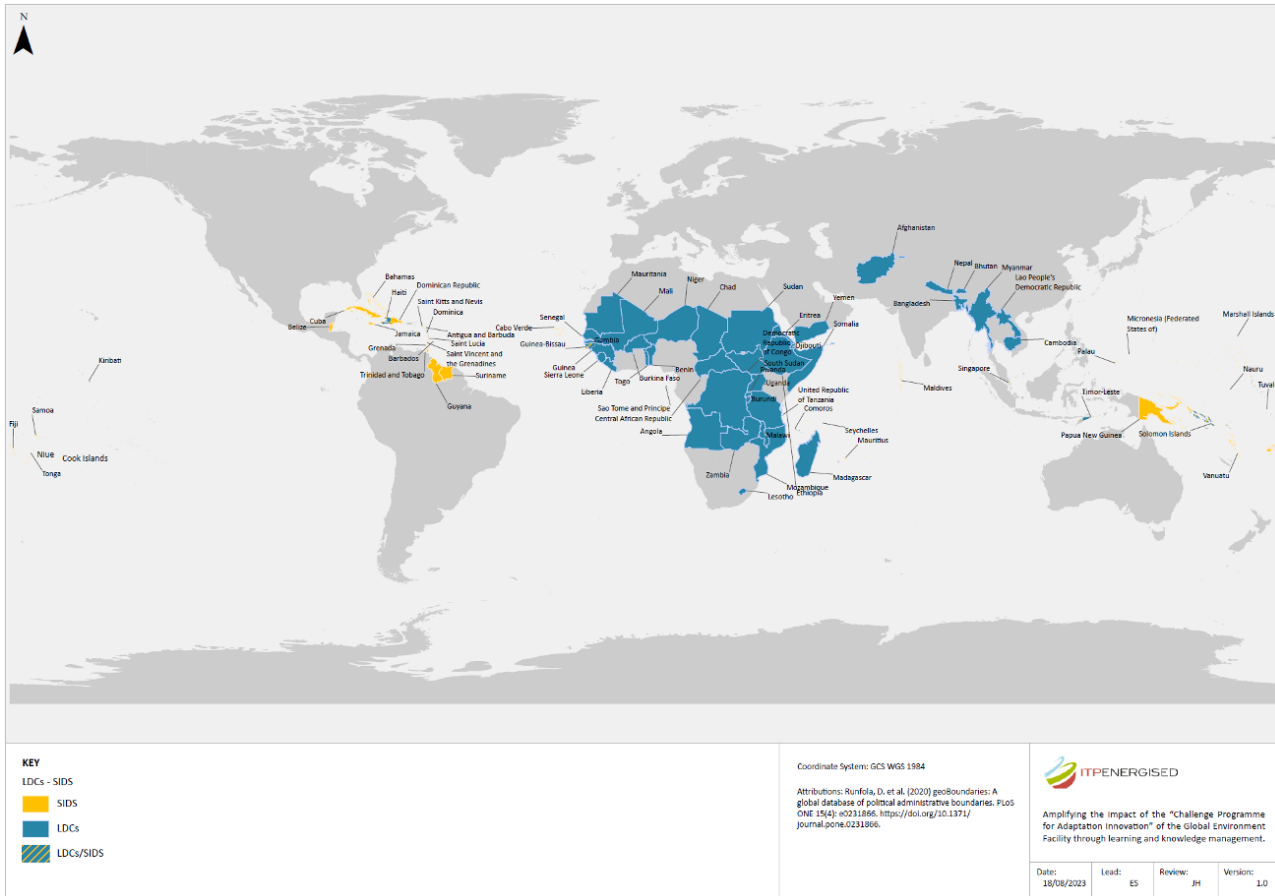 N
Afghanistan
Nepal
Bhutan
Myanmar
Lao People's
Democratic Republic
Bangladesh
Cambodia
Micronesia (Federated
States of)
Marshall Islands
Palau
Singapore
Nauru
Tuval
Maldives
Timor-Leste
Papua New Guinea
Solomon Islands
Vanuatu
Bahamas
Haiti
Dominican Republic
Saint Kitts and Nevis
Dominica
Cuba
Belize
Jamaica
Antigua and Barbuda
Saint Lucia
Grenada
Saint Vincent and
the Grenadines
Barbados
Trinidad and Tobago
Suriname
Guyana
Kiribati
Samoa
Fiji
Niue
Cook Islands
Tonga
Mauritania
Mali
Niger
Chad
Sudan
Yemen
Eritrea
Somalia
Senegal
Cabo Verde
Gambia
Guinea-Bissau
Democratic
Republic
of Congo
Djibouti
South Sudan
Rwanda
Guinea
Sierra Leone
Benin
Uganda
Liberia
Togo
Burkina Faso
Burundi
United Republic
of Tanzania
Comoros
Sao Tome and Principe
Central African Republic
Angola
Malawi
Seychelles
Mauritius
Zambia
Madagascar
Mozambique
Lesotho
Ethiopia
KEY
LDCs - SIDS
SIDS
LDCs
LDCs/SIDS
Coordinate System: GCS WGS 1984
Attributions: Runfola, D. et al. (2020) geoBoundaries: A
global database of political administrative boundaries. PLoS
ONE 15(4): e0231866. https://doi.org/10.1371/
journal.pone.0231866.
ITPENERGISED
Amplifying the impact of the "Challenge Programme
for Adaptation Innovation" of the Global Environment
Facility through learning and knowledge management.
Date:
18/08/2023
Lead:
ES
Review:
JH
Version:
1.0